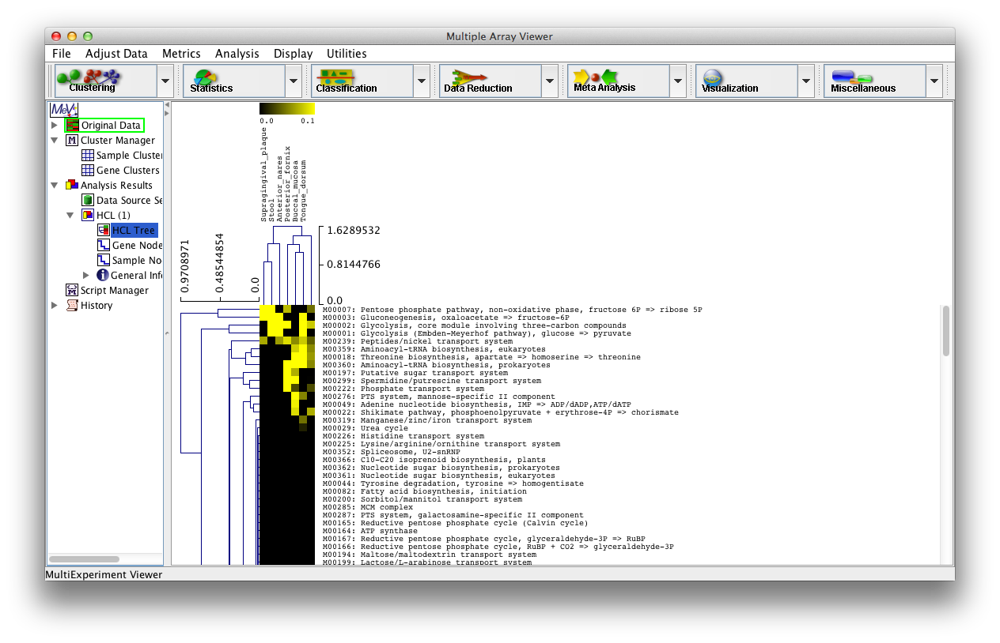 Multiple Array Viewer
File Adjust Data Metrics Analysis Display Utilities
Clustering Statistics Classification Data Reduction Meta Analysis Visualization Miscellaneous
MeV
Original Data
Cluster Manager
Sample Cluster
Gene Clusters
Analysis Results
Data Source Se
HCL (1)
HCL Tree
Gene Node
Sample No
General Info
Script Manager
History
0.0 0.1
Supragingival_plaque
Stool
Anterior_nares
Posterior_fornix
Buccal_mucosa
Tongue_dorsum
1.6289532
0.8144766
0.0
0.9708971
0.48544854
0.0
M00007: Pentose phosphate pathway, non-oxidative phase, fructose 6P => ribose 5P
M00003: Gluconeogenesis, oxaloacetate => fructose-6P
M00002: Glycolysis, core module involving three-carbon compounds
M00001: Glycolysis (Embden-Meyerhof pathway), glucose => pyruvate
M00239: Peptides/nickel transport system
M00359: Aminoacyl-tRNA biosynthesis, eukaryotes
M00018: Threonine biosynthesis, apartate => homoserine => threonine
M00360: Aminoacyl-tRNA biosynthesis, prokaryotes
M00197: Putative sugar transport system
M00299: Spermidine/putrescine transport system
M00222: Phosphate transport system
M00276: PTS system, mannose-specific II component
M00049: Adenine nucleotide biosynthesis, IMP => ADP/dADP,ATP/dATP
M00022: Shikimate pathway, phosphoenolpyruvate + erythrose-4P => chorismate
M00319: Manganese/zinc/iron transport system
M00029: Urea cycle
M00226: Histidine transport system
M00225: Lysine/arginine/ornithine transport system
M00352: Spliceosome, U2-snRNP
M00366: C10-C20 isoprenoid biosynthesis, plants
M00362: Nucleotide sugar biosynthesis, prokaryotes
M00361: Nucleotide sugar biosynthesis, eukaryotes
M00044: Tyrosine degradation, tyrosine => homogentisate
M00082: Fatty acid biosynthesis, initiation
M00200: Sorbitol/mannitol transport system
M00285: MCM complex
M00287: PTS system, galactosamine-specific II component
M00165: Reductive pentose phosphate cycle (Calvin cycle)
M00164: ATP synthase
M00167: Reductive pentose phosphate cycle, glyceraldehyde-3P => RuBP
M00166: Reductive pentose phosphate cycle, RuBP + CO2 => glyceraldehyde-3P
M00194: Maltose/maltodextrin transport system
M00199: Lactose/L-arabinose transport system
MultiExperiment Viewer